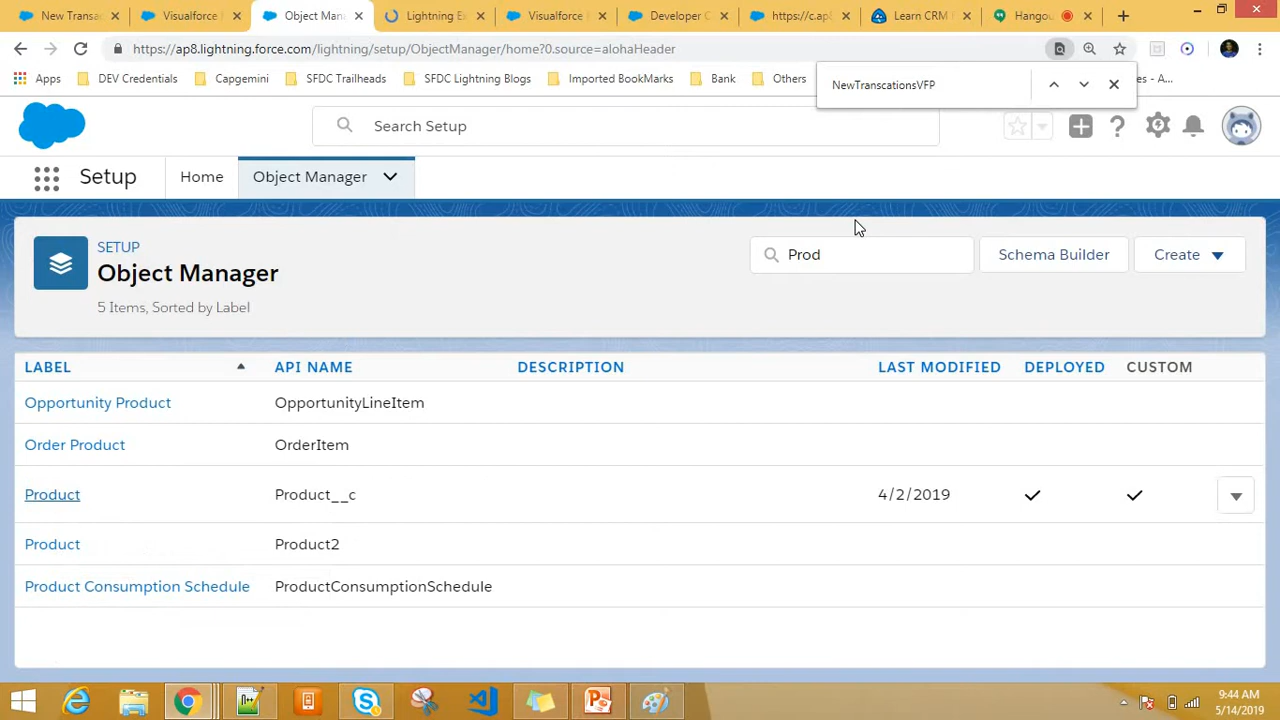 New Transa
Visualforce
Object Man
Lightning Ex
Visualforce
Developer C
https://c.ap8
Learn CRM
Hangou
https://ap8.lightning.force.com/lightning/setup/ObjectManager/home?0.source=alohaHeader
Apps
DEV Credentials
Capgemini
SFDC Trailheads
SFDC Lightning Blogs
Imported BookMarks
Bank
Others
- A...
NewTranscationsVFP
Search Setup
Setup
Home
Object Manager
SETUP
Object Manager
5 Items, Sorted by Label
Prod
Schema Builder
Create
LABEL API NAME DESCRIPTION LAST MODIFIED DEPLOYED CUSTOM
Opportunity Product OpportunityLineItem
Order Product OrderItem
Product Product__c 4/2/2019
Product Product2
Product Consumption Schedule ProductConsumptionSchedule
9:44 AM
5/14/2019